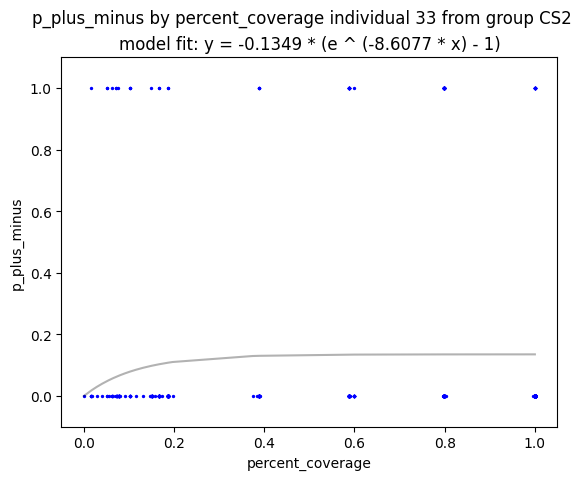 p_plus_minus by percent_coverage individual 33 from group CS2
model fit: y = -0.1349 * (e ^ (-8.6077 * x) - 1)
1.0
0.8
0.6
0.4
0.2
0.0
p_plus_minus
0.0 0.2 0.4 0.6 0.8 1.0
percent_coverage